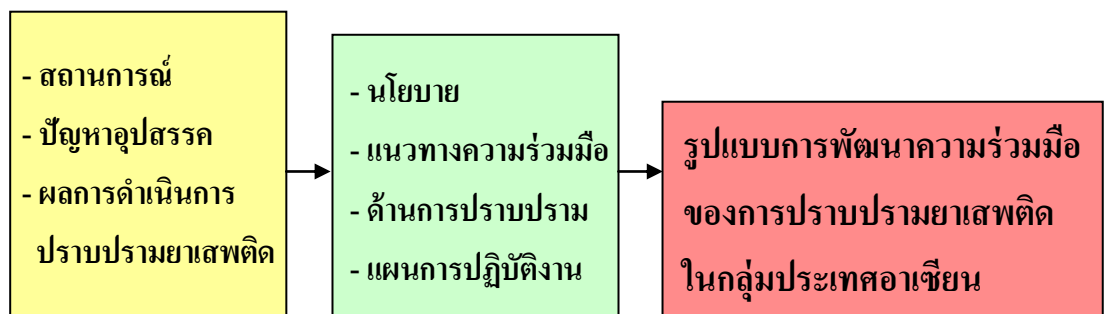 - สถานการณ์
- ปัญหาอุปสรรค
- ผลการดำเนินการ
ปราบปรามยาเสพติด
- นโยบาย
- แนวทางความร่วมมือ
- ด้านการปราบปราม
- แผนการปฏิบัติงาน
รูปแบบการพัฒนาความร่วมมือ
ของการปราบปรามยาเสพติด
ในกลุ่มประเทศอาเซียน